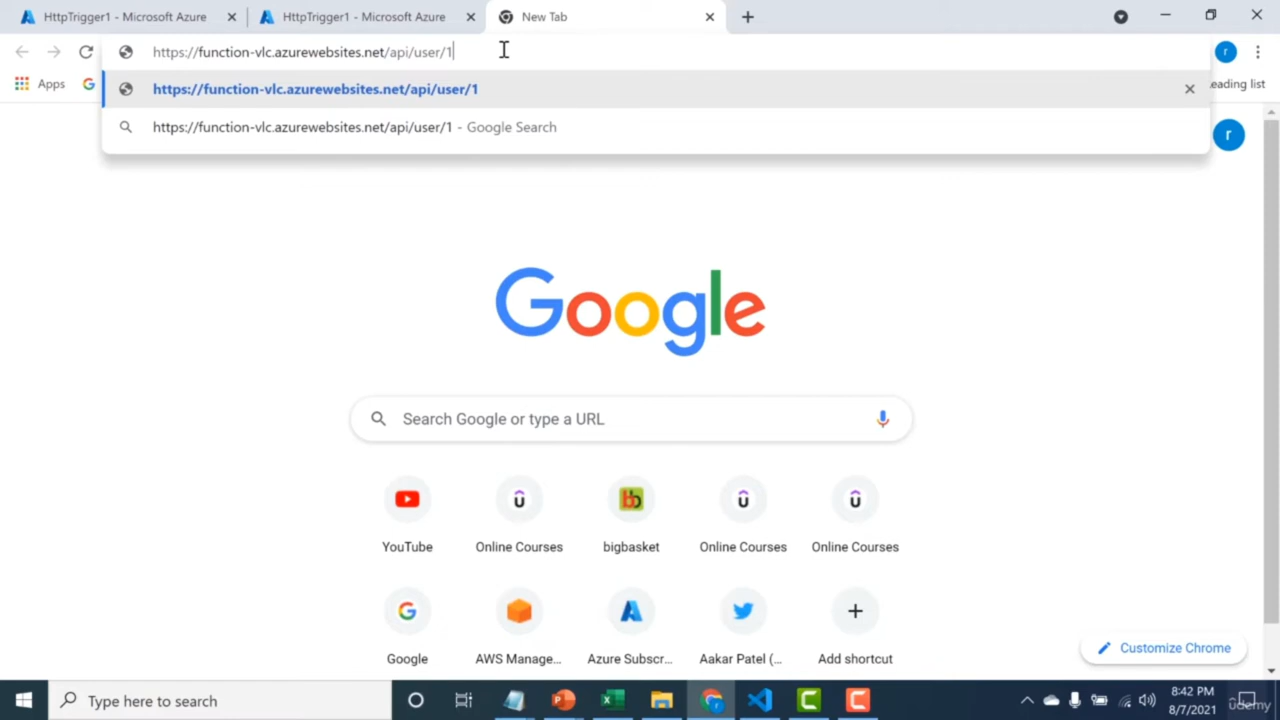 HttpTrigger1 - Microsoft Azure
HttpTrigger1 - Microsoft Azure
New Tab
https://function-vlc.azurewebsites.net/api/user/1
Apps
G
eading list
https://function-vlc.azurewebsites.net/api/user/1
https://function-vlc.azurewebsites.net/api/user/1 - Google Search
r
r
Google
Search Google or type a URL
YouTube
Online Courses
bigbasket
Online Courses
Online Courses
Google
AWS Manage...
Azure Subscr...
Aakar Patel (...
Add shortcut
Customize Chrome
Type here to search
8:42 PM
8/7/2021
udemy